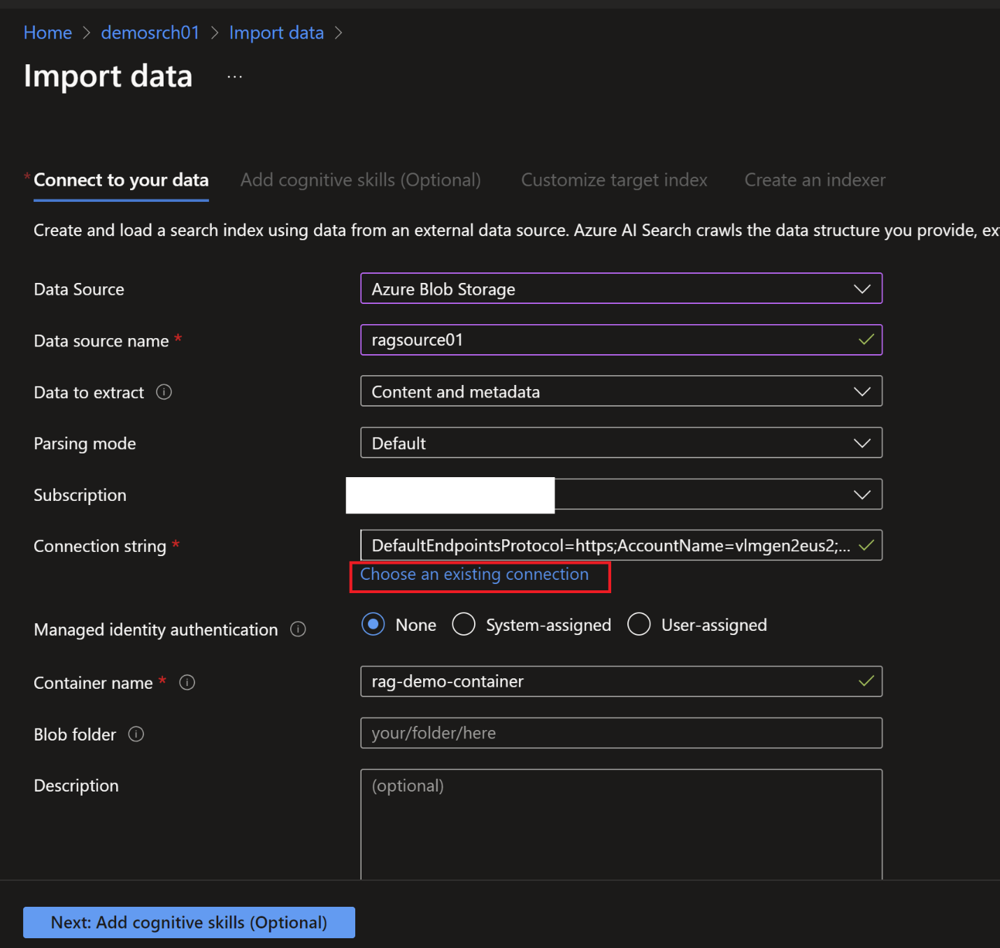 Home > demosrch01 > Import data >
Import data ...
* Connect to your data Add cognitive skills (Optional) Customize target index Create an indexer
Create and load a search index using data from an external data source. Azure AI Search crawls the data structure you provide, ex
Data Source Azure Blob Storage
Data source name * ragsource01
Data to extract Content and metadata
Parsing mode Default
Subscription
Connection string * DefaultEndpointsProtocol=https;AccountName=vlmgen2eus2;...
Choose an existing connection
Managed identity authentication None System-assigned User-assigned
Container name * rag-demo-container
Blob folder your/folder/here
Description (optional)
Next: Add cognitive skills (Optional)